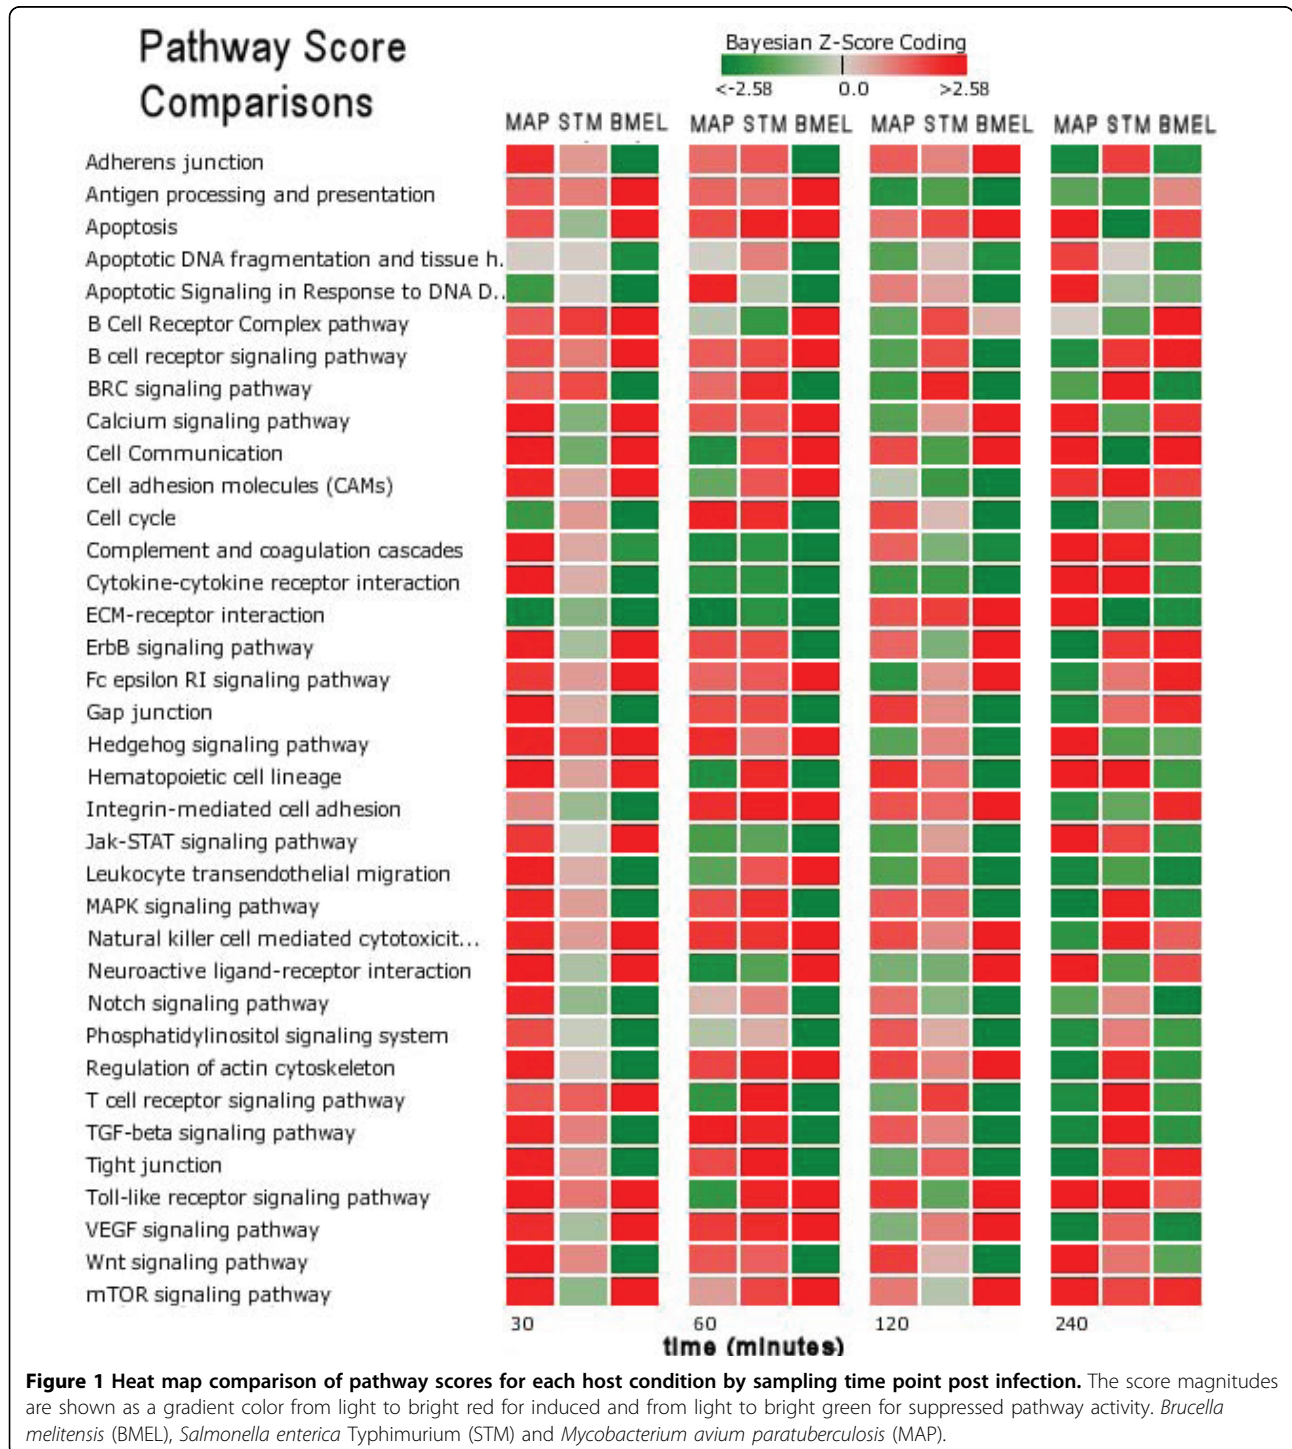 Pathway Score
Comparisons
Bayesian Z-Score Coding
<-2.58 0.0 >2.58
MAP STM BMEL MAP STM BMEL MAP STM BMEL MAP STM BMEL
Adherens junction
Antigen processing and presentation
Apoptosis
Apoptotic DNA fragmentation and tissue h..
Apoptotic Signaling in Response to DNA D..
B Cell Receptor Complex pathway
B cell receptor signaling pathway
BRC signaling pathway
Calcium signaling pathway
Cell Communication
Cell adhesion molecules (CAMs)
Cell cycle
Complement and coagulation cascades
Cytokine-cytokine receptor interaction
ECM-receptor interaction
ErbB signaling pathway
Fc epsilon RI signaling pathway
Gap junction
Hedgehog signaling pathway
Hematopoietic cell lineage
Integrin-mediated cell adhesion
Jak-STAT signaling pathway
Leukocyte transendothelial migration
MAPK signaling pathway
Natural killer cell mediated cytotoxicit...
Neuroactive ligand-receptor interaction
Notch signaling pathway
Phosphatidylinositol signaling system
Regulation of actin cytoskeleton
T cell receptor signaling pathway
TGF-beta signaling pathway
Tight junction
Toll-like receptor signaling pathway
VEGF signaling pathway
Wnt signaling pathway
mTOR signaling pathway
30 60 120 240
time (minutes)
Figure 1 Heat map comparison of pathway scores for each host condition by sampling time point post infection. The score magnitudes
are shown as a gradient color from light to bright red for induced and from light to bright green for suppressed pathway activity. Brucella
melitensis (BMEL), Salmonella enterica Typhimurium (STM) and Mycobacterium avium paratuberculosis (MAP).